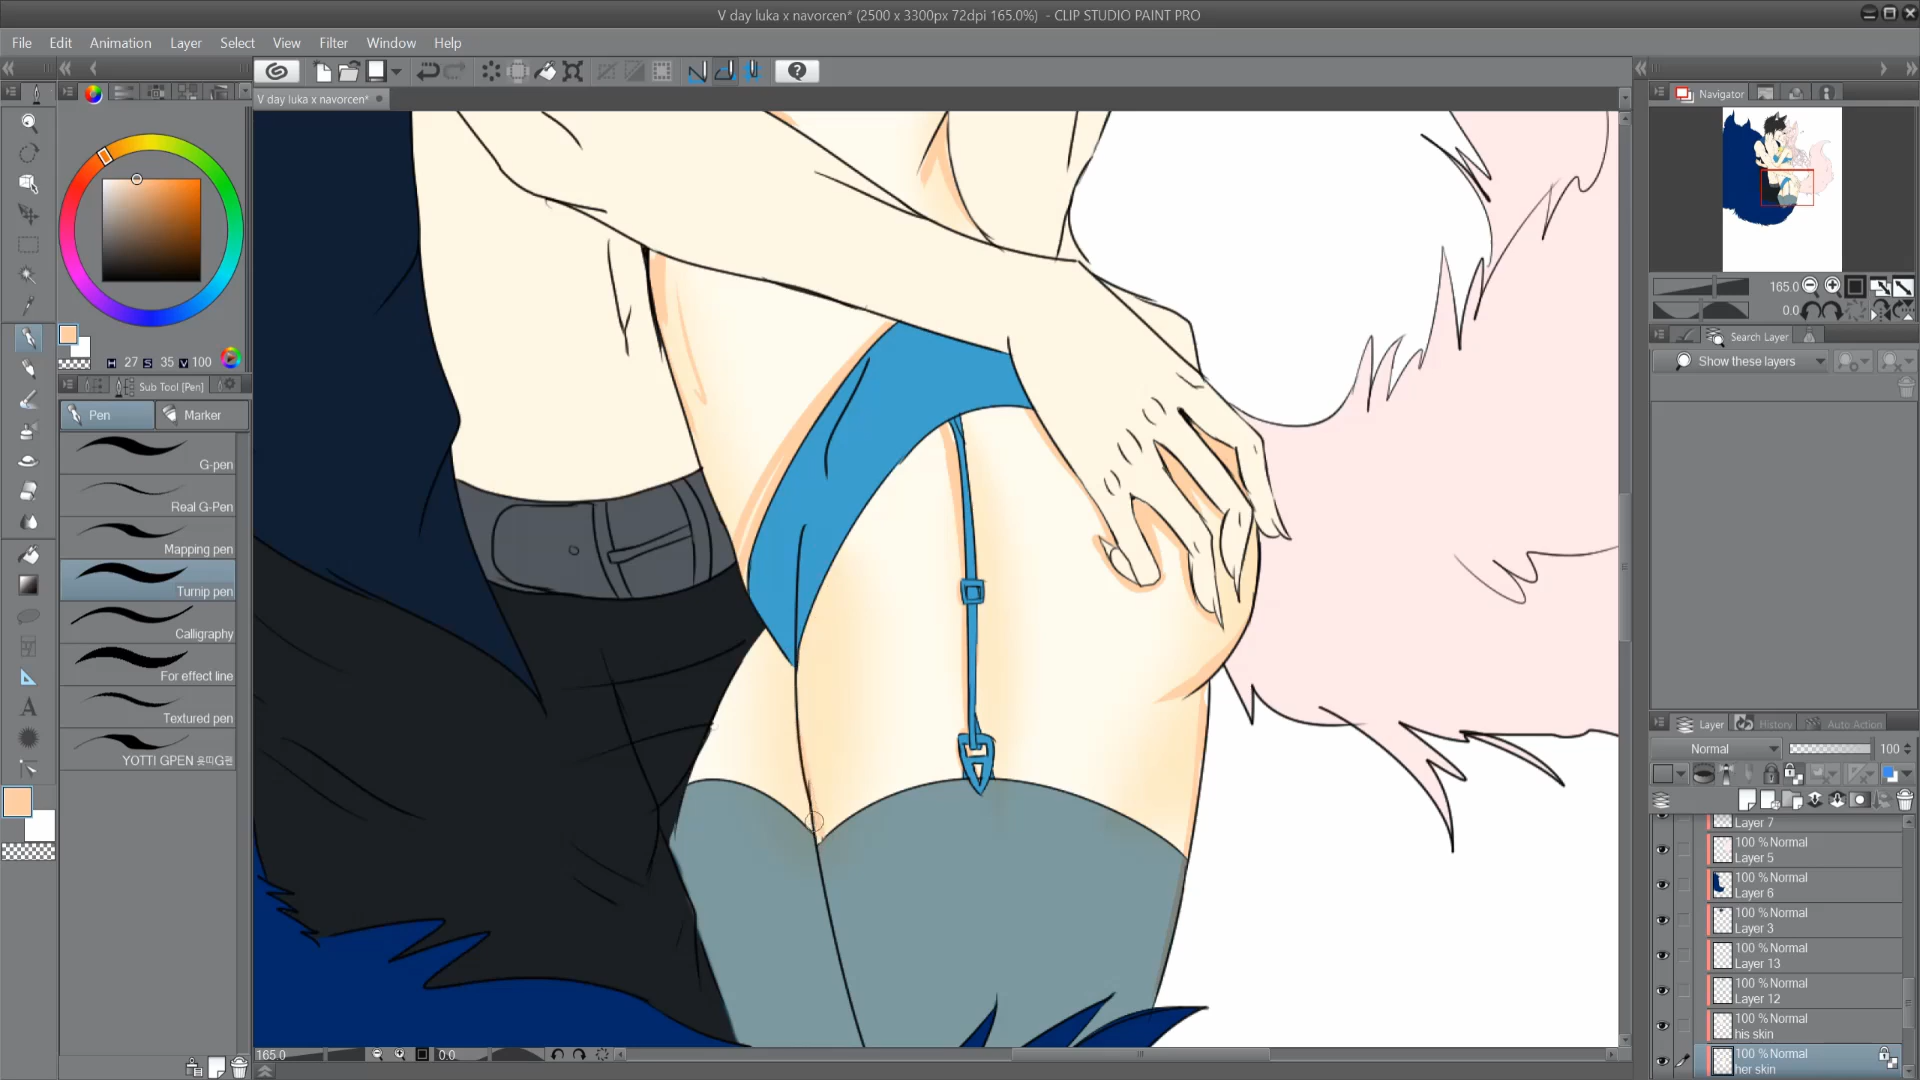 V day luka x navorcen* (2500 x 3300px 72dpi 165.0%) - CLIP STUDIO PAINT PRO
File Edit Animation Layer Select View Filter Window Help
V day luka x navorcen*
Navigator
165.0
0.0
Search Layer
Show these layers
H 27 S 35 V 100
Sub Tool [Pen]
Pen Marker
G-pen
Real G-Pen
Mapping pen
Turnip pen
Calligraphy
For effect line
Textured pen
YOTTI GPEN
Layer History Auto Action
Normal 100
Layer 7
100 % Normal
Layer 5
100 % Normal
Layer 6
100 % Normal
Layer 3
100 % Normal
Layer 13
100 % Normal
Layer 12
100 % Normal
his skin
100 % Normal
her skin
165.0 0.0